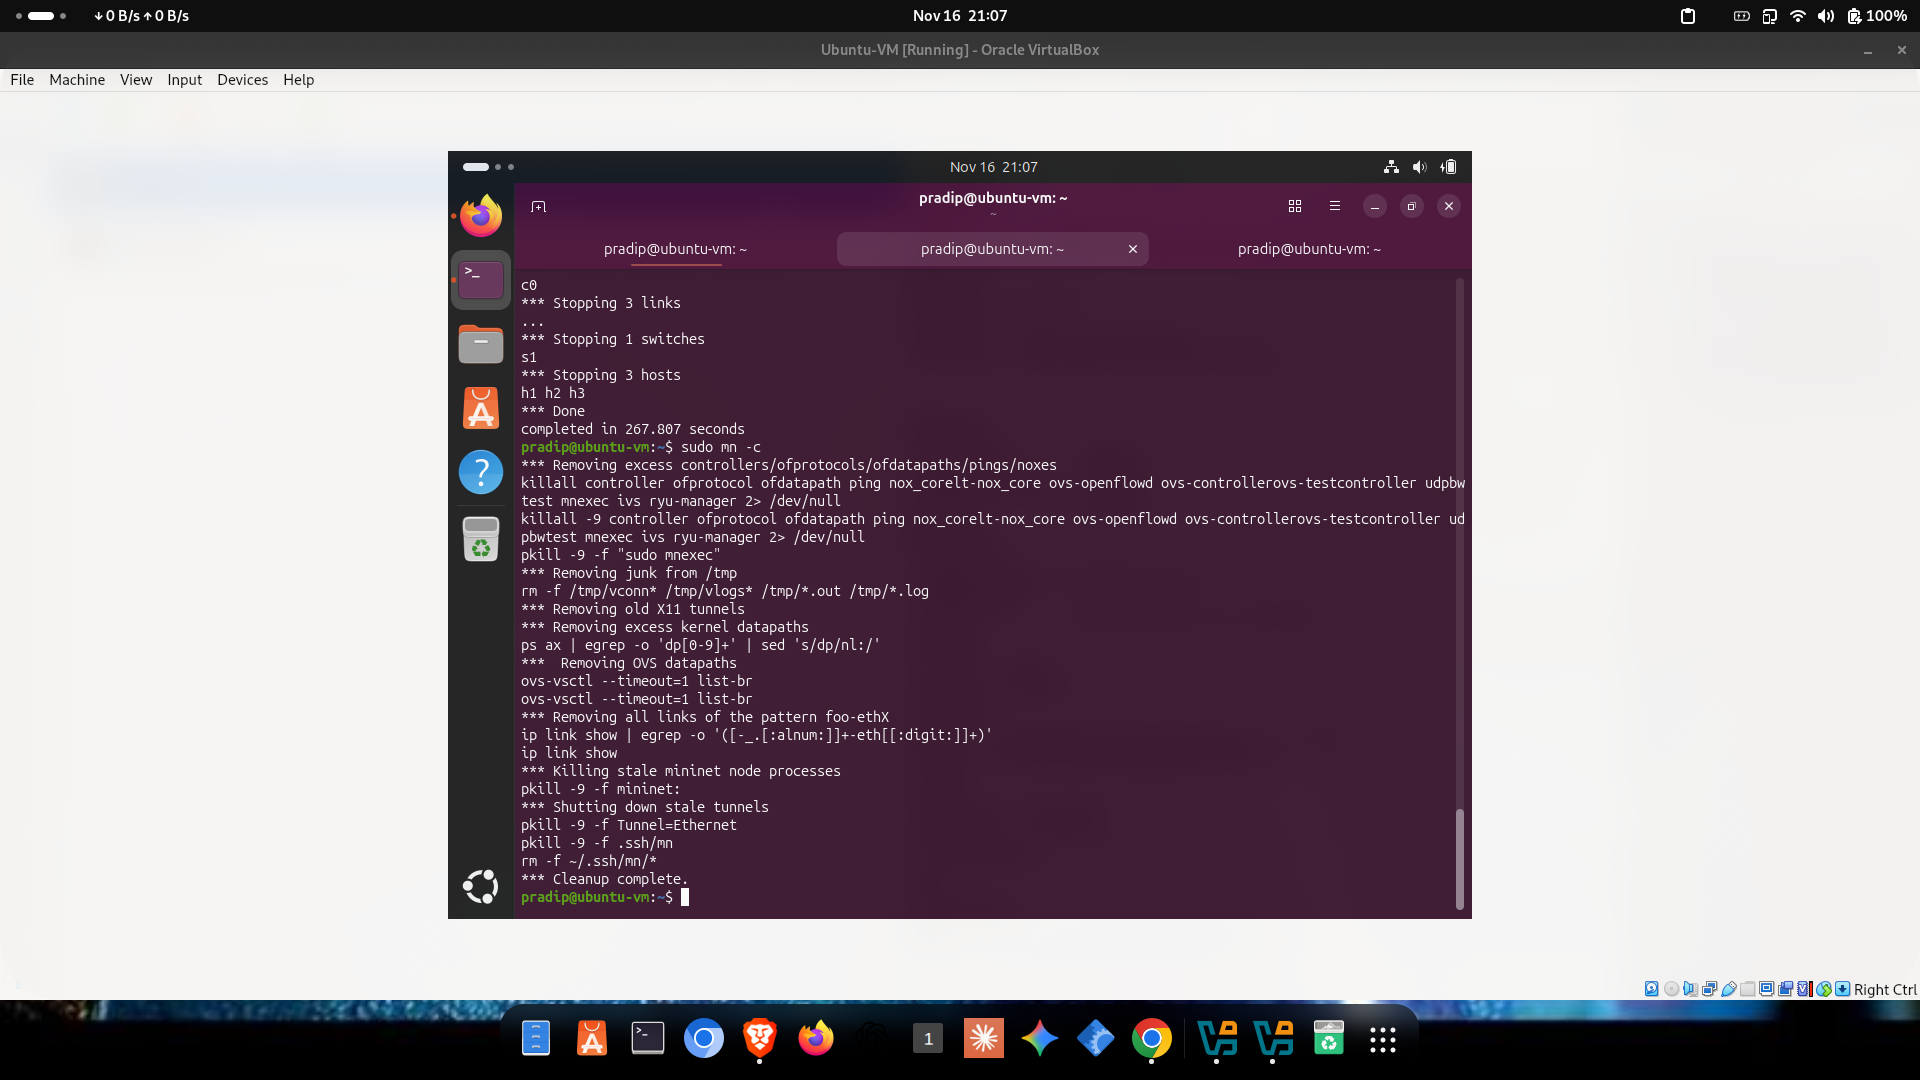 ↓ 0 B/s ↑ 0 B/s
Nov 16 21:07
100%
Ubuntu-VM [Running] - Oracle VirtualBox
File Machine View Input Devices Help
Nov 16 21:07
pradip@ubuntu-vm: ~
~
pradip@ubuntu-vm: ~
pradip@ubuntu-vm: ~
pradip@ubuntu-vm: ~
c0
*** Stopping 3 links
...
*** Stopping 1 switches
s1
*** Stopping 3 hosts
h1 h2 h3
*** Done
completed in 267.807 seconds
pradip@ubuntu-vm:~$ sudo mn -c
*** Removing excess controllers/ofprotocols/ofdatapaths/pings/noxes
killall controller ofprotocol ofdatapath ping nox_corelt-nox_core ovs-openflowd ovs-controllerovs-testcontroller udpbw
test mnexec ivs ryu-manager 2> /dev/null
killall -9 controller ofprotocol ofdatapath ping nox_corelt-nox_core ovs-openflowd ovs-controllerovs-testcontroller ud
pbwtest mnexec ivs ryu-manager 2> /dev/null
pkill -9 -f "sudo mnexec"
*** Removing junk from /tmp
rm -f /tmp/vconn* /tmp/vlogs* /tmp/*.out /tmp/*.log
*** Removing old X11 tunnels
*** Removing excess kernel datapaths
ps ax | egrep -o 'dp[0-9]+' | sed 's/dp/nl:/'
***  Removing OVS datapaths
ovs-vsctl --timeout=1 list-br
ovs-vsctl --timeout=1 list-br
*** Removing all links of the pattern foo-ethX
ip link show | egrep -o '([-_.[:alnum:]]+-eth[[:digit:]]+)'
ip link show
*** Killing stale mininet node processes
pkill -9 -f mininet:
*** Shutting down stale tunnels
pkill -9 -f Tunnel=Ethernet
pkill -9 -f .ssh/mn
rm -f ~/.ssh/mn/*
*** Cleanup complete.
pradip@ubuntu-vm:~$
Right Ctrl
1